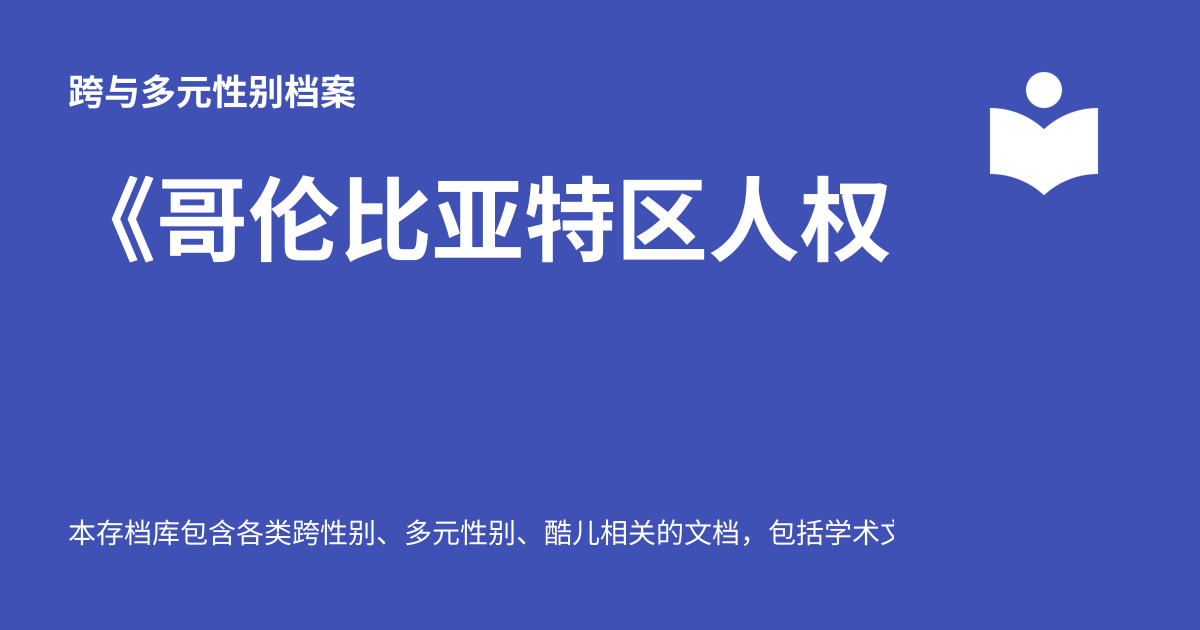 跨与多元性别档案
《哥伦比亚特区人权
本存档库包含各类跨性别、多元性别、酷儿相关的文档，包括学术